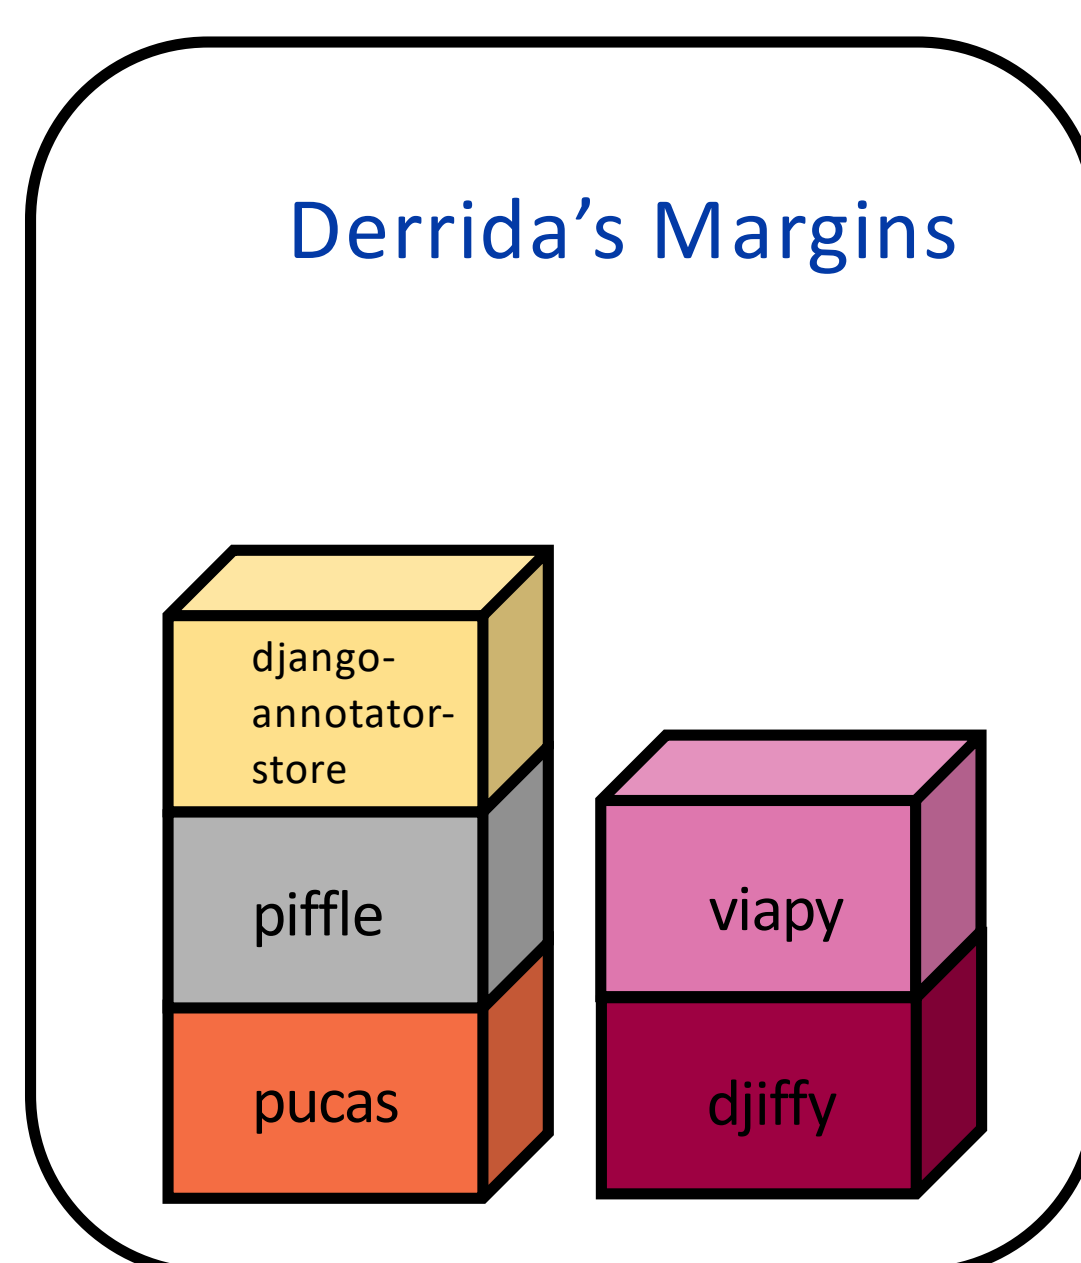 Derrida’s Margins
django-
annotator-
store
piffle
pucas
viapy
djiffy